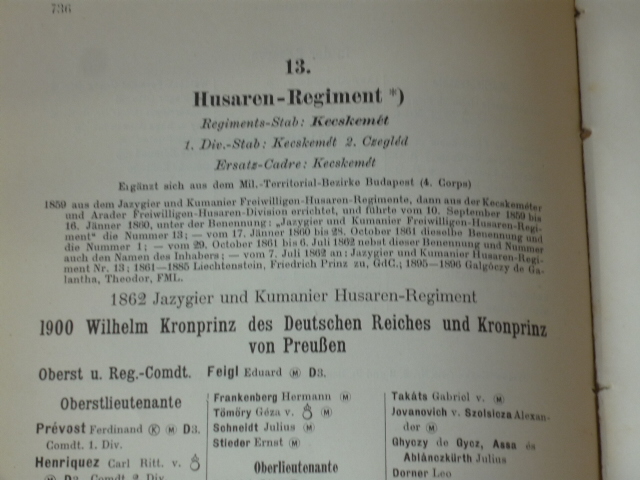 736
13.
Husaren-Regiment *)
Regiments-Stab: Kecskemét
1. Div.-Stab: Kecskemét 2. Czegléd
Ersatz-Cadre: Kecskemét
Ergänzt sich aus dem Mil.-Territorial-Bezirke Budapest (4. Corps)
1859 aus dem Jazygier und Kumanier Freiwilligen-Husaren-Regimente, dann aus der Kecskeméter
und Arader Freiwilligen-Husaren-Division errichtet, und führte vom 10. September 1859 bis
16. Jänner 1860, unter der Benennung: „Jazygier und Kumanier Freiwilligen-Husaren-Regi-
ment" die Nummer 13; — vom 17. Jänner 1860 bis 28. October 1861 dieselbe Benennung und
die Nummer 1; — vom 29. October 1861 bis 6. Juli 1862 nebst dieser Benennung und Nummer
auch den Namen des Inhabers; — vom 7. Juli 1862 an: Jazygier und Kumanier Husaren-Regi-
ment Nr. 13; 1861—1885 Liechtenstein, Friedrich Prinz zu, GdC.; 1895—1896 Galgóczy de Ga-
lantha, Theodor, FML.
1862 Jazygier und Kumanier Husaren-Regiment
1900 Wilhelm Kronprinz des Deutschen Reiches und Kronprinz
von Preußen
Oberst u. Reg.-Comdt. Feigl Eduard Ⓜ D3.
Oberstlieutenante
Prévost Ferdinand Ⓚ Ⓜ D3.
Comdt. 1. Div.
Henriquez Carl Ritt. v.
Ⓜ D3. Comdt. 2. Div.
Frankenberg Hermann Ⓜ
Tömöry Géza v. Ⓜ
Schneidt Julius Ⓜ
Stieder Ernst Ⓜ
Oberlieutenante
Takáts Gabriel v. Ⓜ
Jovanovich v. Szolsicza Alexan-
der Ⓜ
Ghyczy de Gycz, Assa és
Ablánczkürth Julius
Dorner Leo